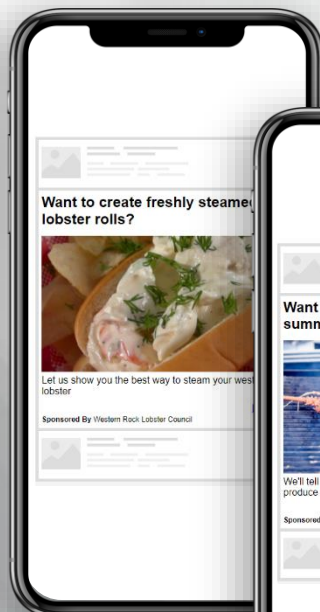 Want to create freshly steamed
lobster rolls?
Let us show you the best way to steam your west
lobster
Sponsored By Western Rock Lobster Council
Want
summ
We'll tell
produce
Sponsored